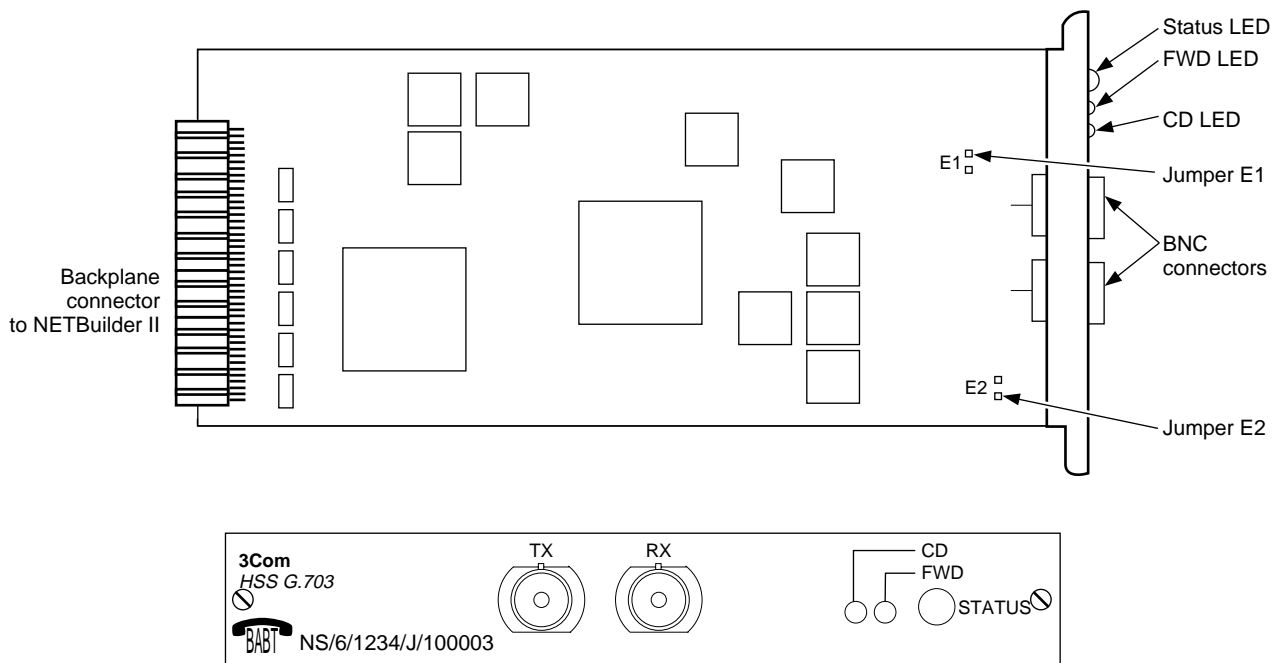 Status LED
FWD LED
CD LED
E1
Jumper E1
BNC
connectors
Backplane
connector
to NETBuilder II
E2
Jumper E2
3Com
HSS G.703
TX
RX
CD
FWD
STATUS
BABT
NS/6/1234/J/100003